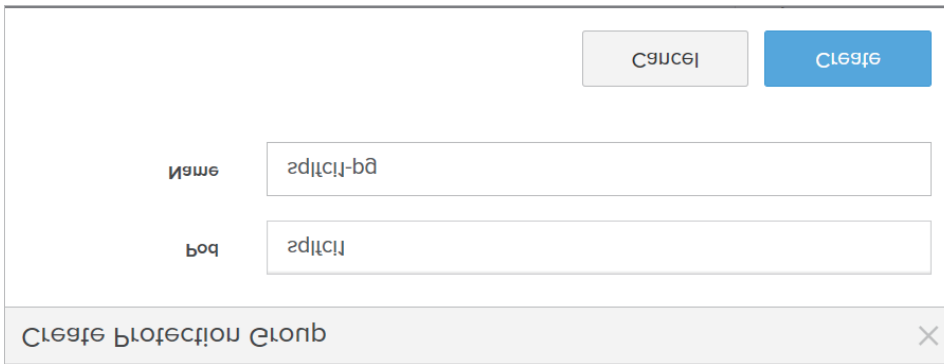 Create Protection Group
Pod sqlfci1
Name sqlfci1-pg
Cancel Create